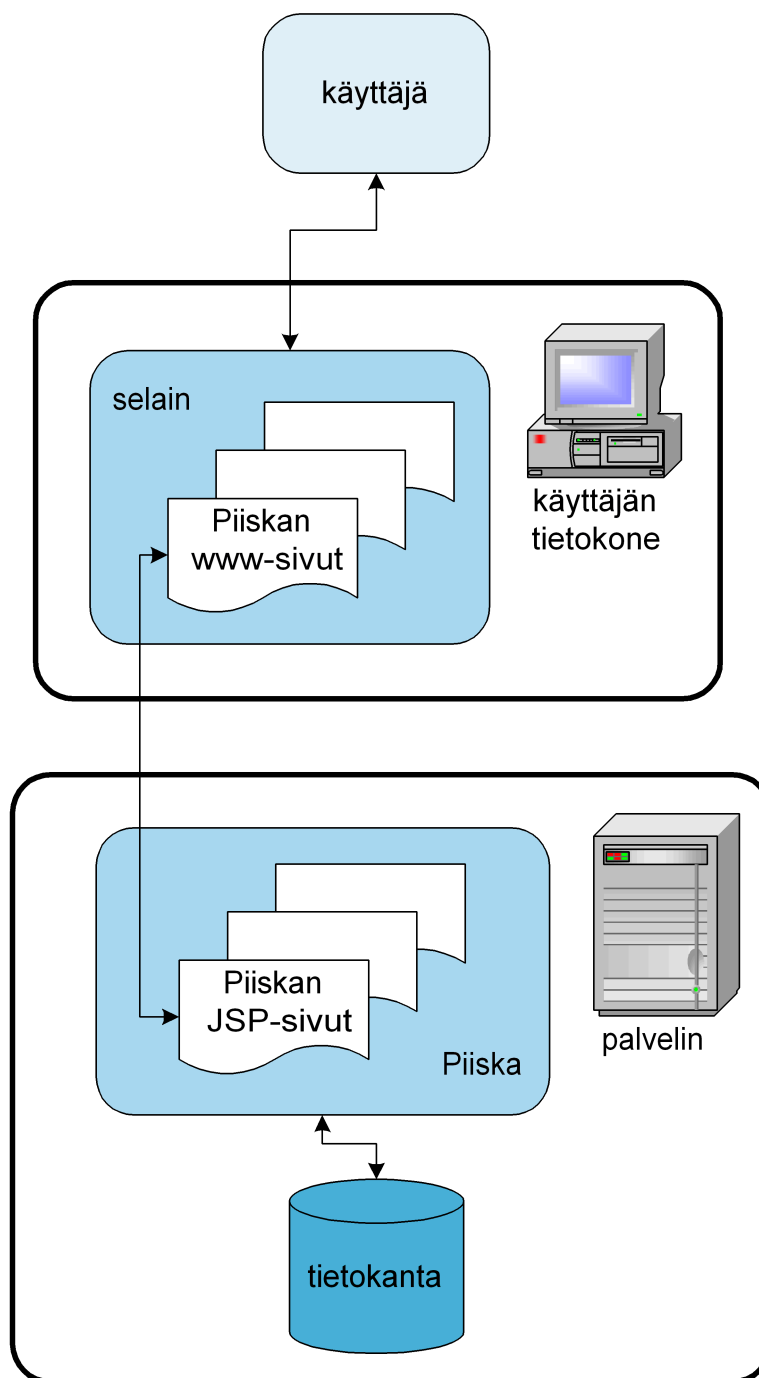 käyttäjä
selain
Piiskan
www-sivut
käyttäjän
tietokone
Piiskan
JSP-sivut
Piiska
palvelin
tietokanta